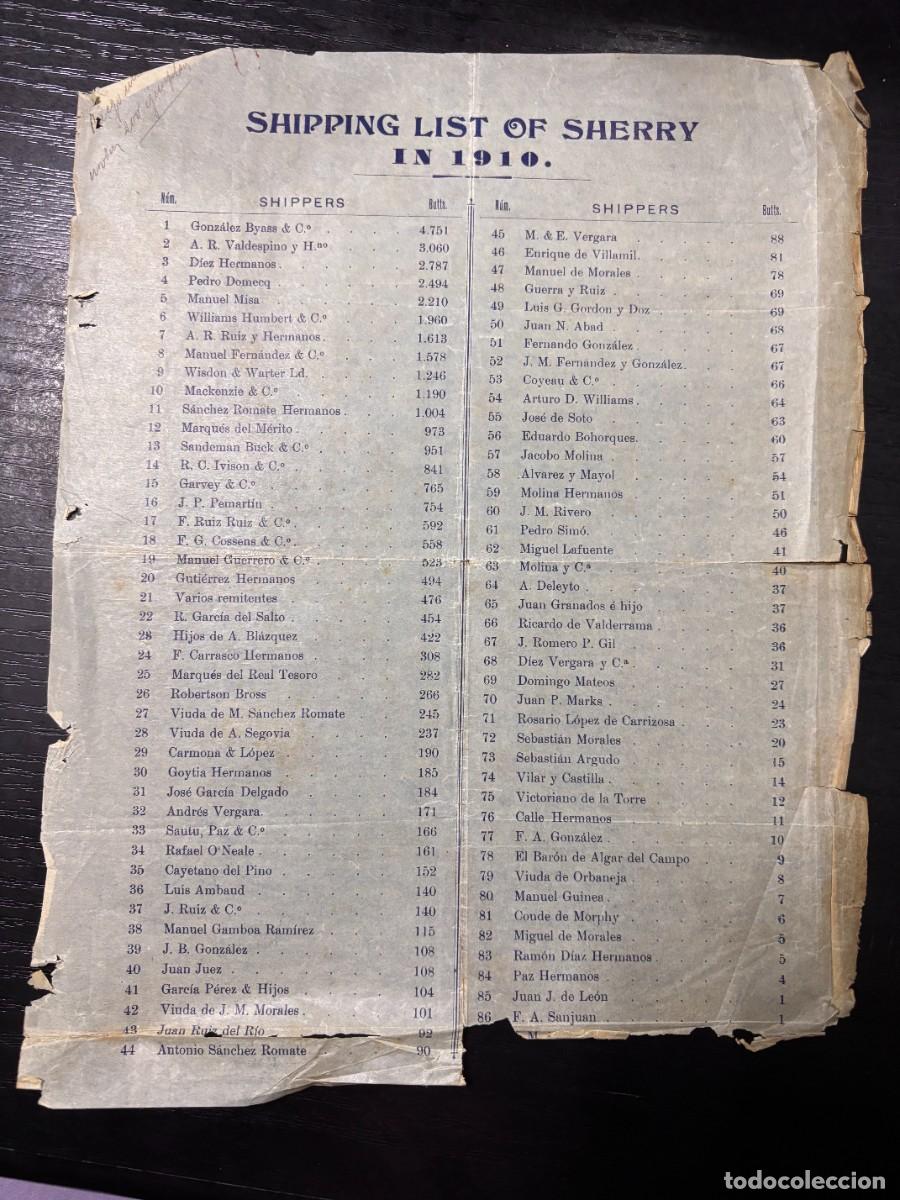 SHIPPING LIST OF SHERRY
IN 1910.
Núm. SHIPPERS Butts.
1 González Byass & C.º 4.751
2 A. R. Valdespino y H.ⁿᵒ 3.060
3 Díez Hermanos. 2.787
4 Pedro Domecq 2.494
5 Manuel Misa 2.210
6 Williams Humbert & C.º 1.960
7 A. R. Ruiz y Hermanos. 1.613
8 Manuel Fernández & C.º 1.578
9 Wisdon & Warter Ld. 1.246
10 Mackenzie & C.º 1.190
11 Sánchez Romate Hermanos. 1.004
12 Marqués del Mérito. 973
13 Sandeman Buck & C.º 951
14 R. C. Ivison & C.º 841
15 Garvey & C.º 765
16 J. P. Pemartín 754
17 F. Ruiz Ruiz & C.º 592
18 F. G. Cossens & C.º 558
19 Manuel Guerrero & C.º 523
20 Gutiérrez Hermanos 494
21 Varios remitentes 476
22 R. García del Salto 454
23 Hijos de A. Blázquez 422
24 F. Carrasco Hermanos 308
25 Marqués del Real Tesoro 282
26 Robertson Bross 266
27 Viuda de M. Sánchez Romate 245
28 Viuda de A. Segovia 237
29 Carmona & López 190
30 Goytia Hermanos 185
31 José García Delgado 184
32 Andrés Vergara. 171
33 Sautu, Paz & C.º 166
34 Rafael O'Neale 161
35 Cayetano del Pino 152
36 Luis Ambaud 140
37 J. Ruiz & C.º 140
38 Manuel Gamboa Ramírez 115
39 J. B. González 108
40 Juan Juez 108
41 García Pérez & Hijos 104
42 Viuda de J. M. Morales 101
43 Juan Ruiz del Río 92
44 Antonio Sánchez Romate 90
Núm. SHIPPERS Butts.
45 M. & E. Vergara 88
46 Enrique de Villamil. 81
47 Manuel de Morales 78
48 Guerra y Ruiz 69
49 Luis G. Gordon y Doz 69
50 Juan N. Abad 68
51 Fernando González 67
52 J. M. Fernández y González. 67
53 Coyeau & C.º 66
54 Arturo D. Williams 64
55 José de Soto 63
56 Eduardo Bohorques. 60
57 Jacobo Molina 57
58 Alvarez y Mayol 54
59 Molina Hermanos 51
60 J. M. Rivero 50
61 Pedro Simó. 46
62 Miguel Lafuente 41
63 Molina y C.ª 40
64 A. Deleyto 37
65 Juan Granados é hijo 37
66 Ricardo de Valderrama 36
67 J. Romero P. Gil 36
68 Díez Vergara y C.ª 31
69 Domingo Mateos 27
70 Juan P. Marks 24
71 Rosario López de Carrizosa 23
72 Sebastián Morales 20
73 Sebastián Argudo 15
74 Vilar y Castilla 14
75 Victoriano de la Torre 12
76 Calle Hermanos 11
77 F. A. González 10
78 El Barón de Algar del Campo 9
79 Viuda de Orbaneja 8
80 Manuel Guinea 7
81 Coude de Morphy 6
82 Miguel de Morales 5
83 Ramón Díaz Hermanos 5
84 Paz Hermanos 4
85 Juan J. de León 1
86 F. A. Sanjuan 1
todocoleccion